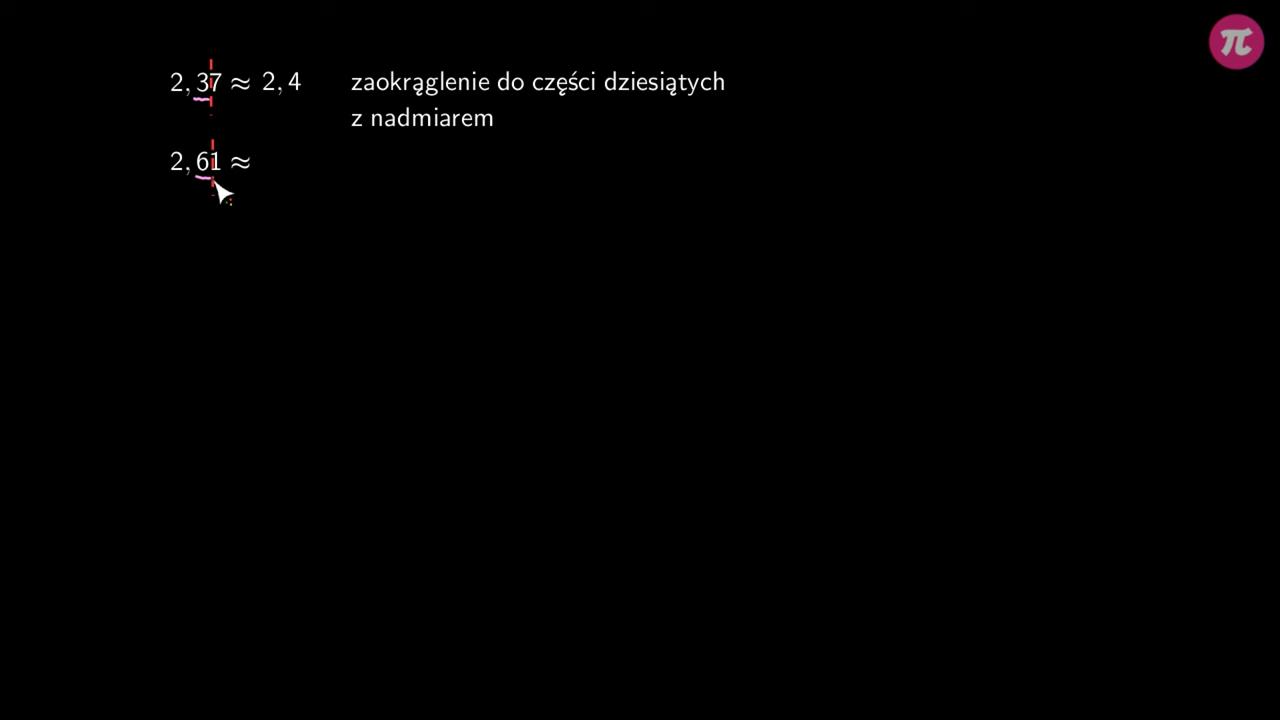 2,37 ≈ 2,4 zaokrąglenie do części dziesiątych
z nadmiarem
2,61 ≈
π